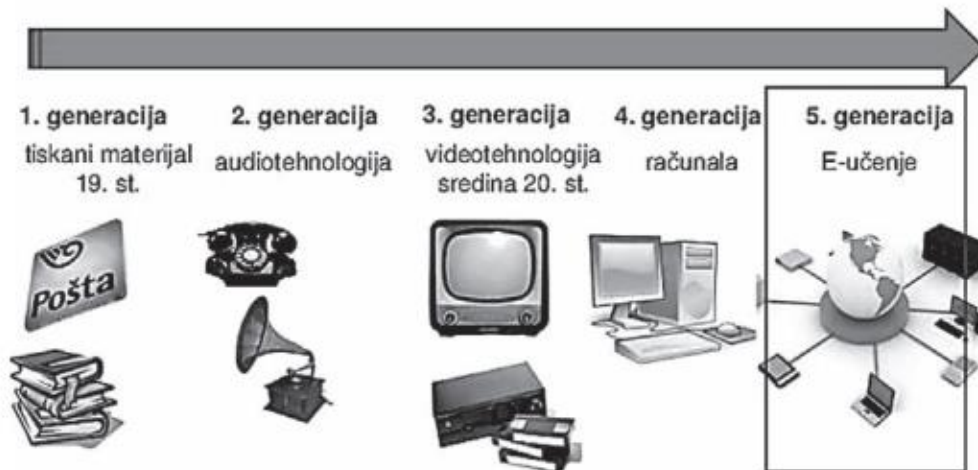 1. generacija
tiskani materijal
19. st.
2. generacija
audiotehnologija
3. generacija
videotehnologija
sredina 20. st.
4. generacija
računala
5. generacija
E-učenje
Pošta